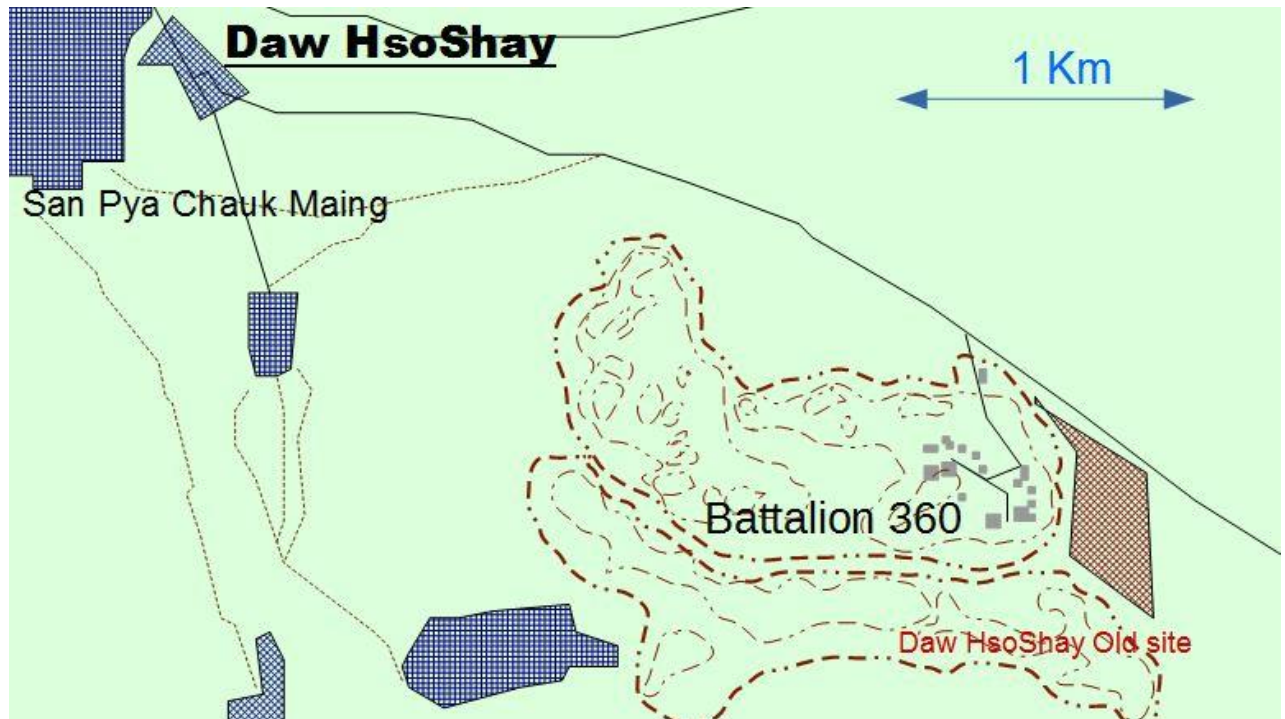 Daw HsoShay
1 Km
San Pya Chauk Maing
Battalion 360
Daw HsoShay Old site